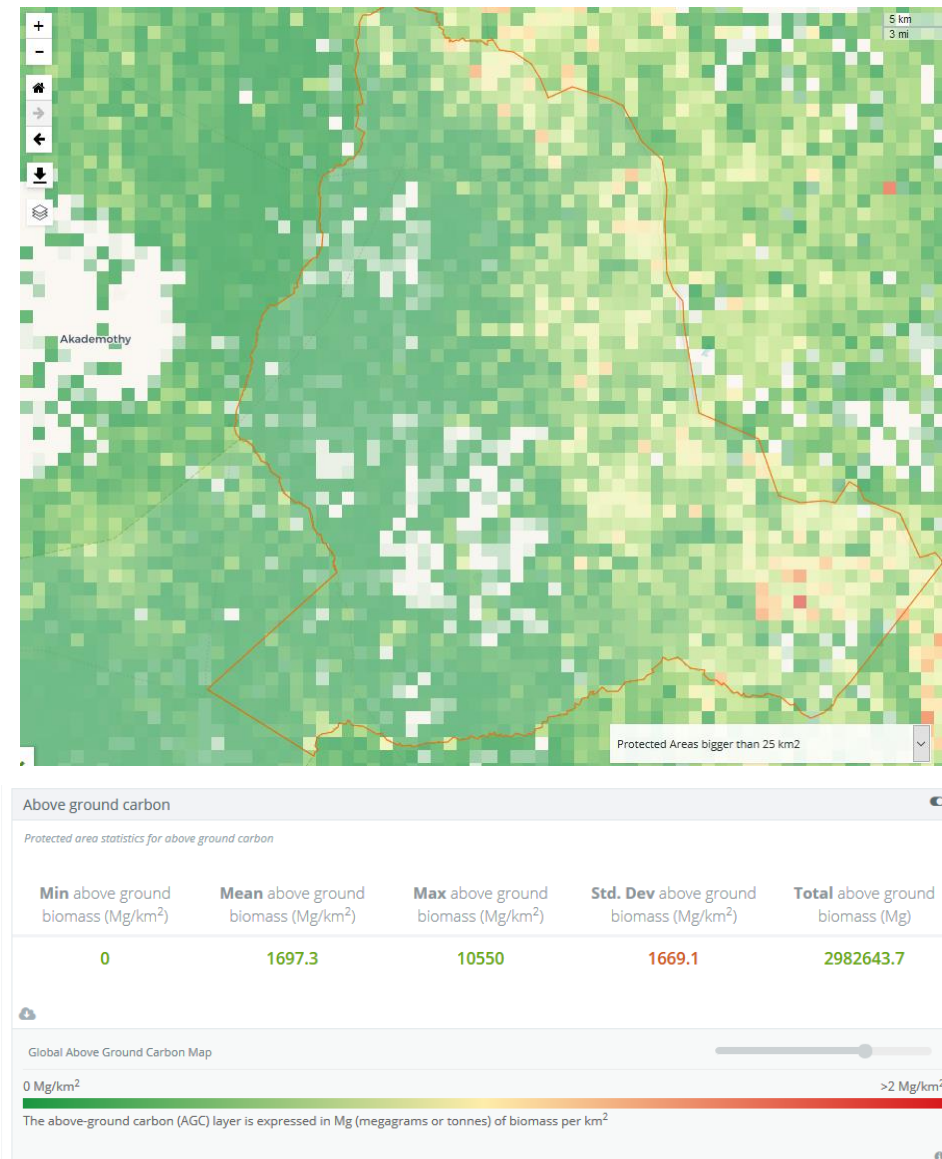 +
5 km
3 mi
−
Akademothy
Protected Areas bigger than 25 km2
Above ground carbon
Protected area statistics for above ground carbon
Min above ground biomass (Mg/km²)
Mean above ground biomass (Mg/km²)
Max above ground biomass (Mg/km²)
Std. Dev above ground biomass (Mg/km²)
Total above ground biomass (Mg)
0
1697.3
10550
1669.1
2982643.7
Global Above Ground Carbon Map
0 Mg/km²
>2 Mg/km²
The above-ground carbon (AGC) layer is expressed in Mg (megagrams or tonnes) of biomass per km²